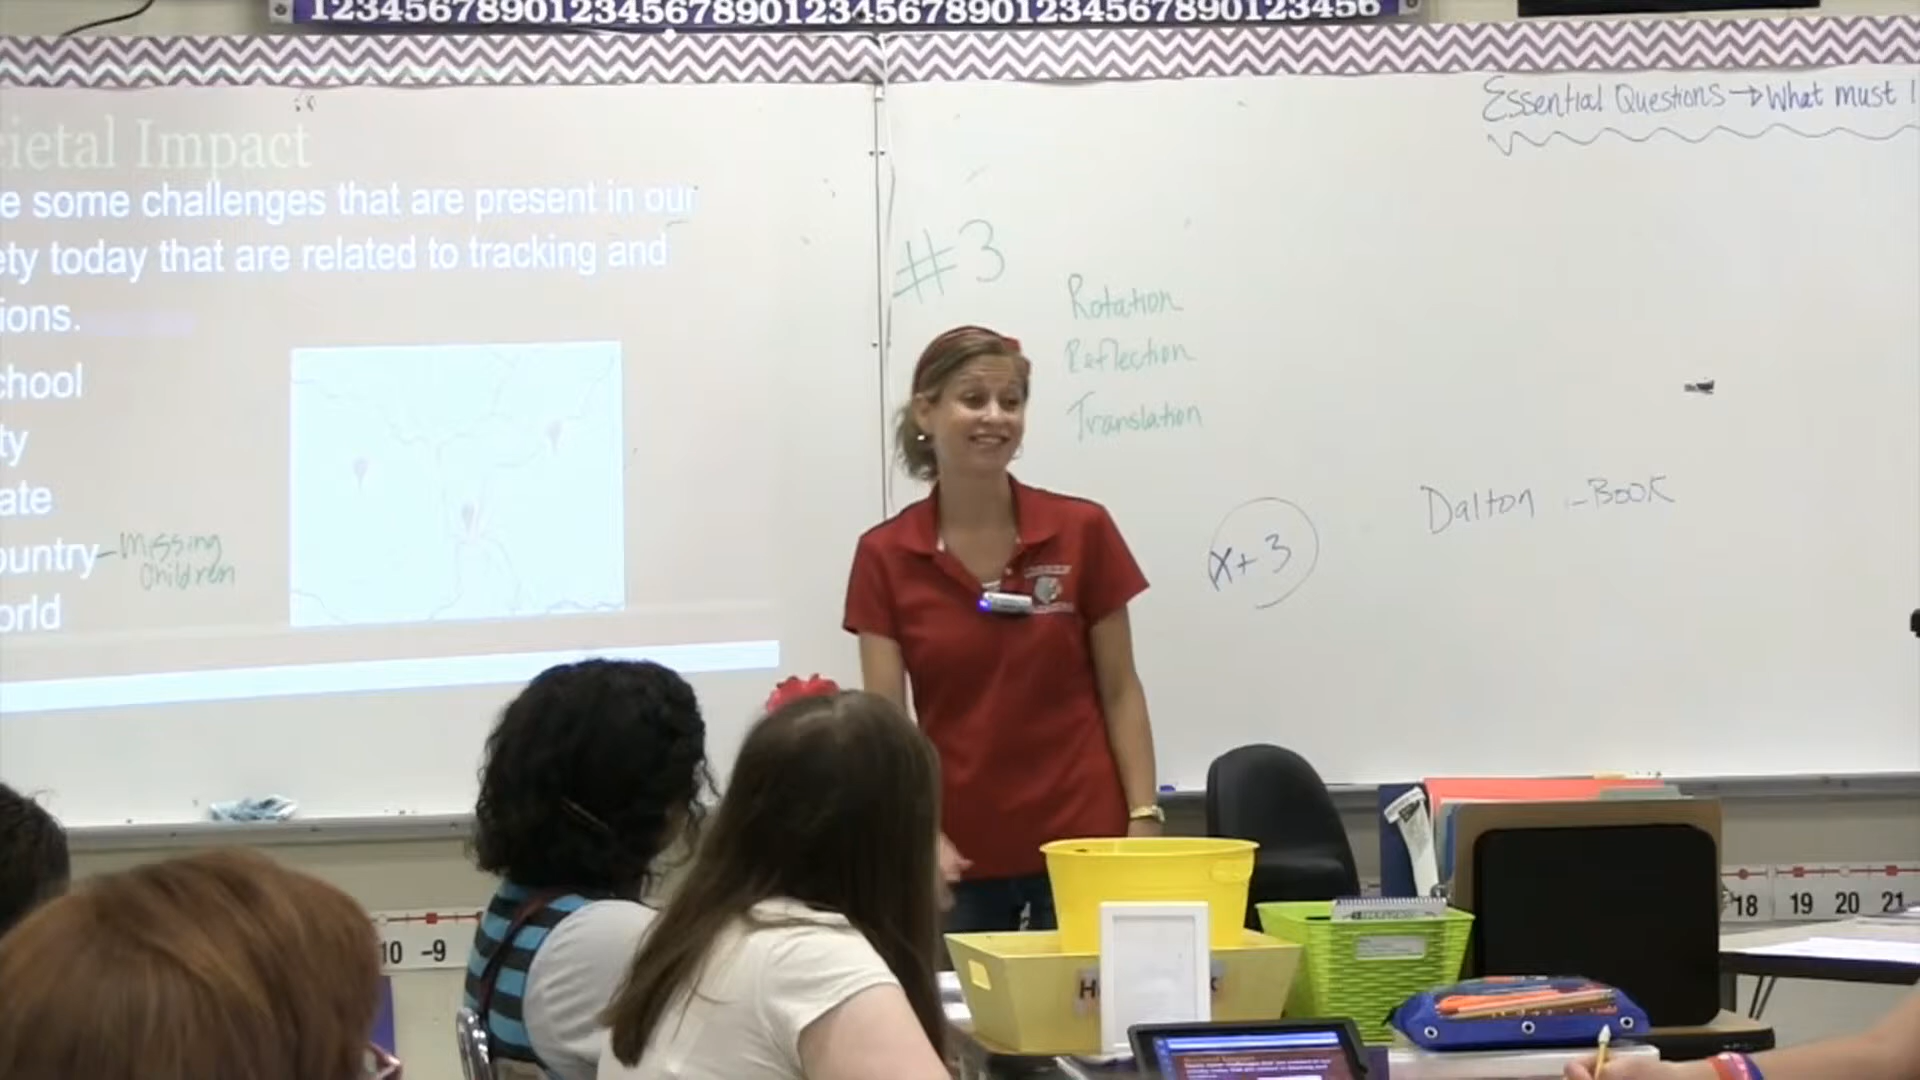 12345678901234567890123456789012345678901234567890123456
Essential Questions → What must I
cietal Impact
e some challenges that are present in our
ety today that are related to tracking and
ions.
chool
ty
ate
ountry - Missing
Children
orld
#3
Rotation
Reflection
Translation
x+3
Dalton - Book
10 -9
18 19 20 21